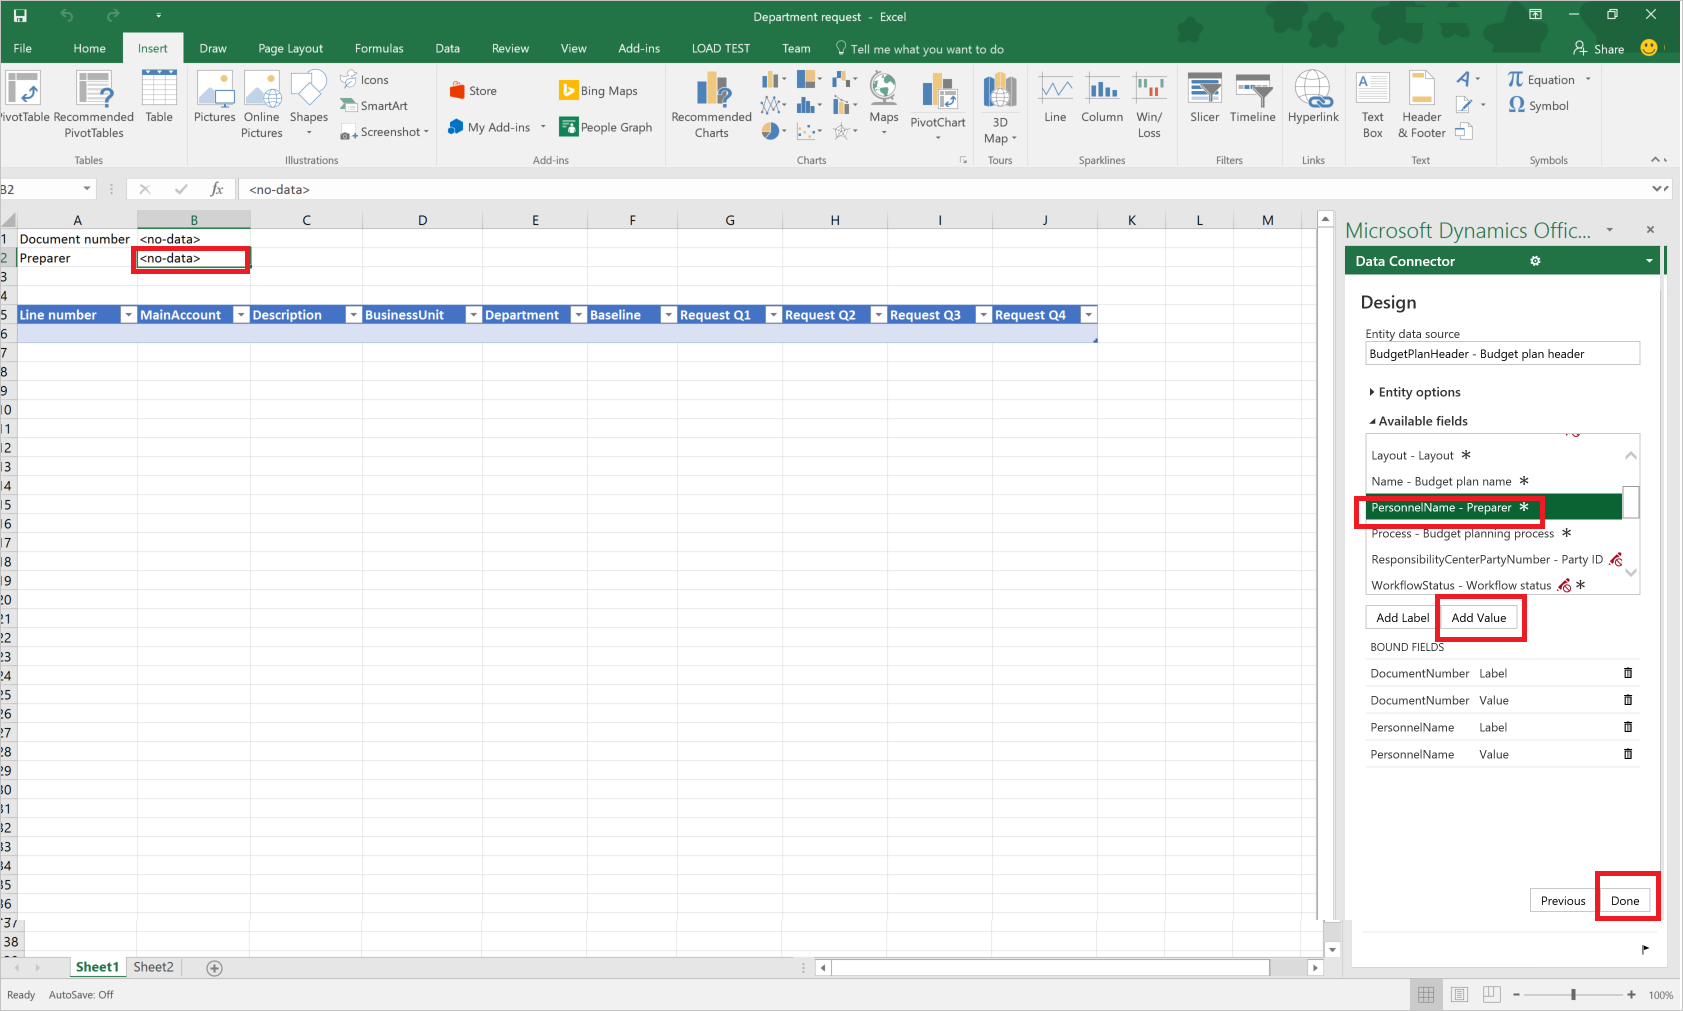 Department request - Excel
File Home Insert Draw Page Layout Formulas Data Review View Add-ins LOAD TEST Team Tell me what you want to do Share
Icons
SmartArt
Screenshot
Store
My Add-ins
Bing Maps
People Graph
Equation
Symbol
ivotTable Recommended PivotTables Table Pictures Online Pictures Shapes Recommended Charts Maps PivotChart 3D Map Line Column Win/ Loss Slicer Timeline Hyperlink Text Box Header & Footer
Tables Illustrations Add-ins Charts Tours Sparklines Filters Links Text Symbols
B2 fx <no-data>
A B C D E F G H I J K L M
1 Document number <no-data>
2 Preparer <no-data>
3
4
5 Line number MainAccount Description BusinessUnit Department Baseline Request Q1 Request Q2 Request Q3 Request Q4
6
7
8
9
10
11
12
13
14
15
16
17
18
19
20
21
22
23
24
25
26
27
28
29
30
31
32
33
34
35
36
37
38
Microsoft Dynamics Offic...
Data Connector
Design
Entity data source
BudgetPlanHeader - Budget plan header
Entity options
Available fields
Layout - Layout *
Name - Budget plan name *
PersonnelName - Preparer *
Process - Budget planning process *
ResponsibilityCenterPartyNumber - Party ID
WorkflowStatus - Workflow status *
Add Label Add Value
BOUND FIELDS
DocumentNumber Label
DocumentNumber Value
PersonnelName Label
PersonnelName Value
Previous Done
Sheet1 Sheet2
Ready AutoSave: Off 100%